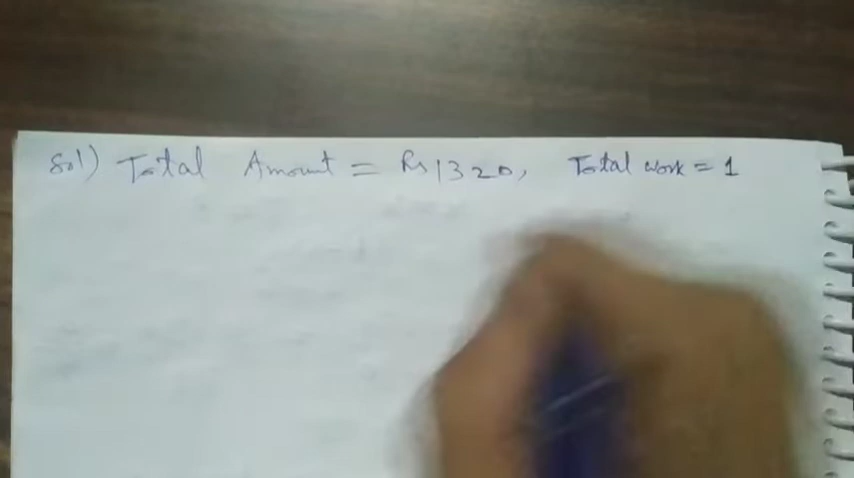 Sol) Total Amount = Rs 1320, Total work = 1